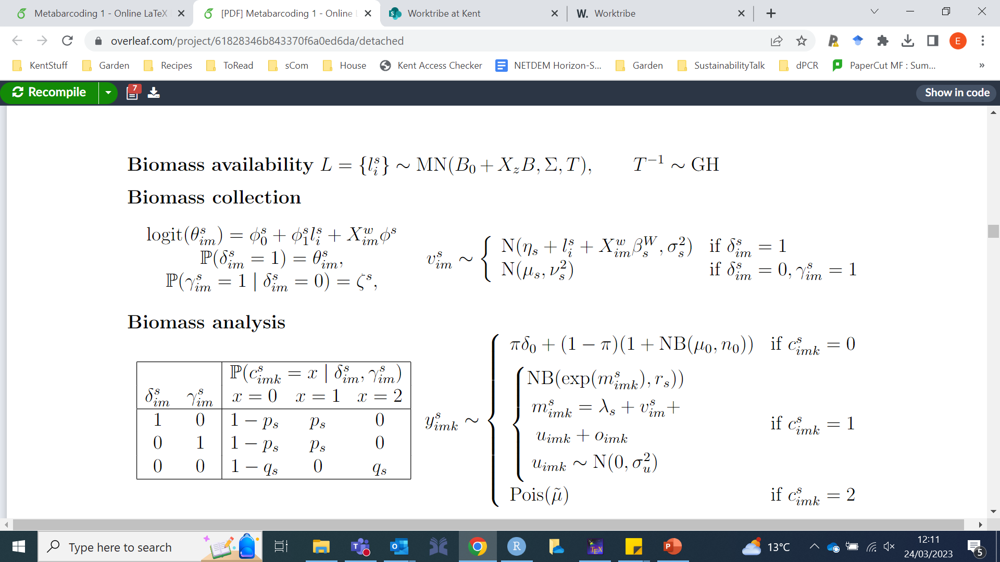 Metabarcoding 1 - Online LaTeX
[PDF] Metabarcoding 1 - Online
Worktribe at Kent
W. Worktribe
overleaf.com/project/61828346b843370f6a0ed6da/detached
E
KentStuff Garden Recipes ToRead sCom House Kent Access Checker NETDEM Horizon-S... Garden SustainabilityTalk dPCR PaperCut MF : Sum... »
Recompile 7 Show in code
Biomass availability L = {l_i^s} ∼ MN(B_0 + X_z B, Σ, T), T^{-1} ∼ GH
Biomass collection
logit(θ_{im}^s) = φ_0^s + φ_1^s l_i^s + X_{im}^w φ^s
ℙ(δ_{im}^s = 1) = θ_{im}^s,
ℙ(γ_{im}^s = 1 | δ_{im}^s = 0) = ζ^s,
v_{im}^s ∼ { N(η_s + l_i^s + X_{im}^w β_s^W, σ_s^2) if δ_{im}^s = 1
N(μ_s, ν_s^2) if δ_{im}^s = 0, γ_{im}^s = 1
Biomass analysis
ℙ(c_{imk}^s = x | δ_{im}^s, γ_{im}^s)
δ_{im}^s γ_{im}^s x = 0 x = 1 x = 2
1 0 1 − p_s p_s 0
0 1 1 − p_s p_s 0
0 0 1 − q_s 0 q_s
y_{imk}^s ∼ { πδ_0 + (1 − π)(1 + NB(μ_0, n_0)) if c_{imk}^s = 0
{ NB(exp(m_{imk}^s), r_s))
m_{imk}^s = λ_s + v_{im}^s +
u_{imk} + o_{imk} if c_{imk}^s = 1
u_{imk} ∼ N(0, σ_u^2)
Pois(μ̃) if c_{imk}^s = 2
Type here to search
T
O
R
TEX
P
13°C
12:11
24/03/2023
5